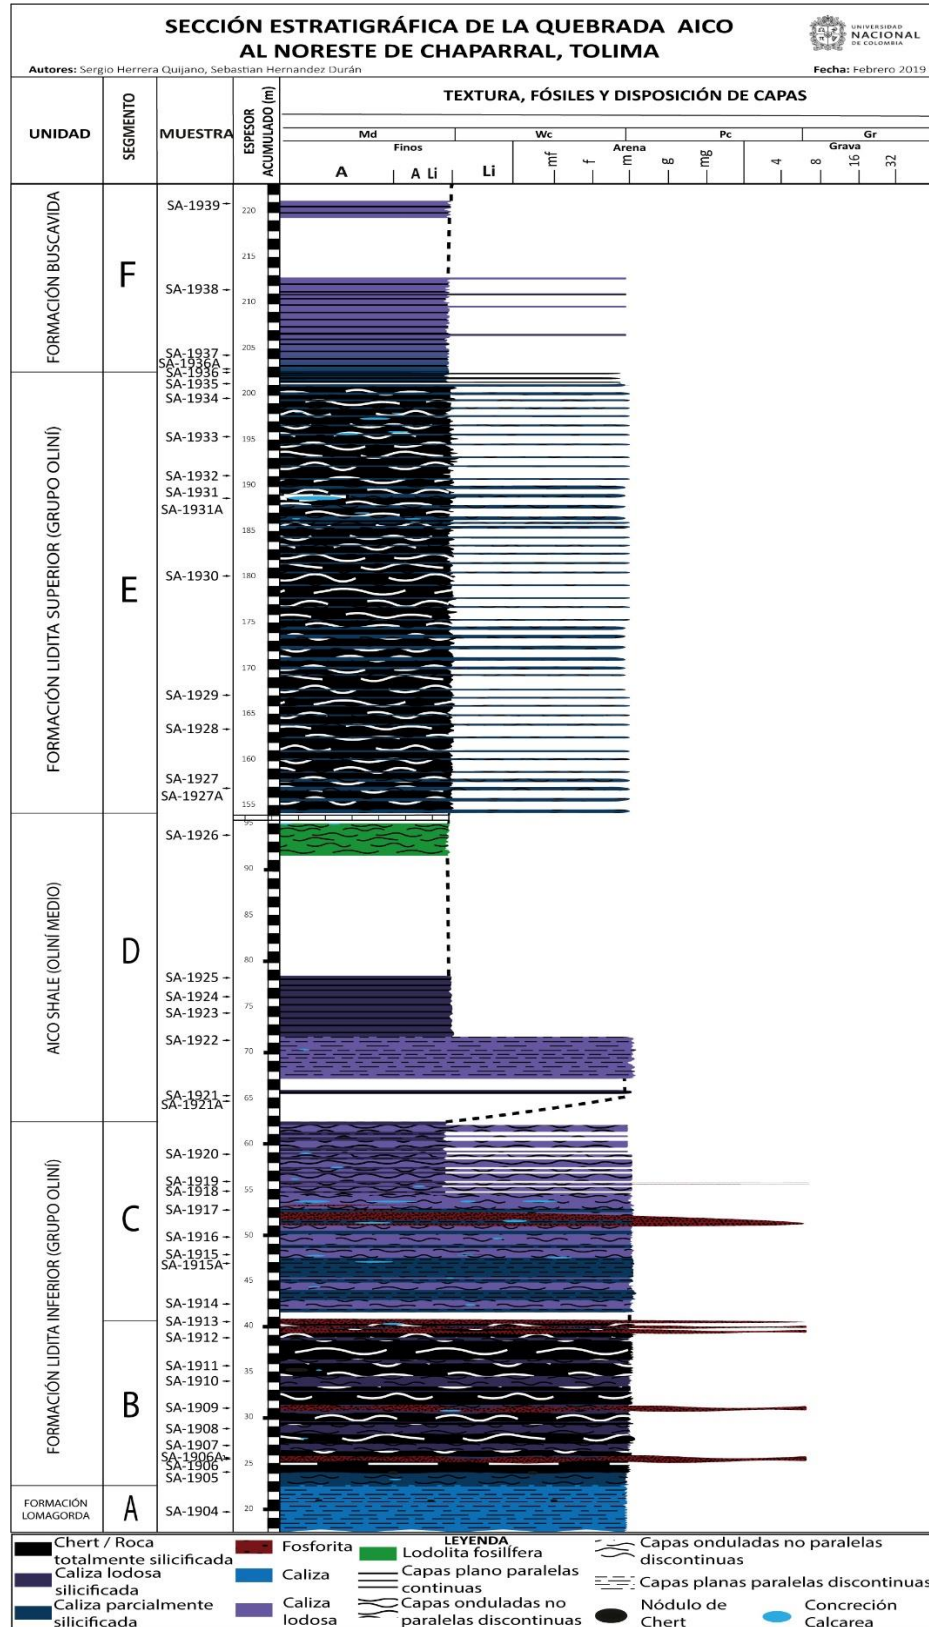 SECCIÓN ESTRATIGRÁFICA DE LA QUEBRADA AICO
AL NORESTE DE CHAPARRAL, TOLIMA
UNIVERSIDAD
NACIONAL
DE COLOMBIA
Autores: Sergio Herrera Quijano, Sebastian Hernandez Durán
Fecha: Febrero 2019
UNIDAD
SEGMENTO
MUESTRA
ESPESOR
ACUMULADO (m)
TEXTURA, FÓSILES Y DISPOSICIÓN DE CAPAS
Md Wc Pc Gr
Finos Arena Grava
A A Li Li mf f m g mg 4 8 16 32
FORMACIÓN BUSCAVIDA
F
SA-1939
220
215
SA-1938
210
205
SA-1937
SA-1936A
SA-1936
FORMACIÓN LIDITA SUPERIOR (GRUPO OLINÍ)
E
SA-1935
200
SA-1934
SA-1933
195
SA-1932
190
SA-1931
SA-1931A
185
SA-1930
180
175
170
SA-1929
165
SA-1928
160
SA-1927
SA-1927A
155
AICO SHALE (OLINÍ MEDIO)
D
95
SA-1926
90
85
80
SA-1925
SA-1924
75
SA-1923
SA-1922
70
65
SA-1921
SA-1921A
FORMACIÓN LIDITA INFERIOR (GRUPO OLINÍ)
C
60
SA-1920
SA-1919
55
SA-1918
SA-1917
50
SA-1916
SA-1915
SA-1915A
45
SA-1914
B
SA-1913
40
SA-1912
SA-1911
35
SA-1910
SA-1909
30
SA-1908
SA-1907
SA-1906A
25
SA-1906
SA-1905
FORMACIÓN
LOMAGORDA
A
SA-1904
20
LEYENDA
Chert / Roca
totalmente silicificada
Caliza lodosa
silicificada
Caliza parcialmente
silicificada
Fosforita
Caliza
Caliza
lodosa
Lodolita fosilífera
Capas plano paralelas
continuas
Capas onduladas no
paralelas discontinuas
Capas onduladas no paralelas
discontinuas
Capas planas paralelas discontinuas
Nódulo de
Chert
Concreción
Calcarea